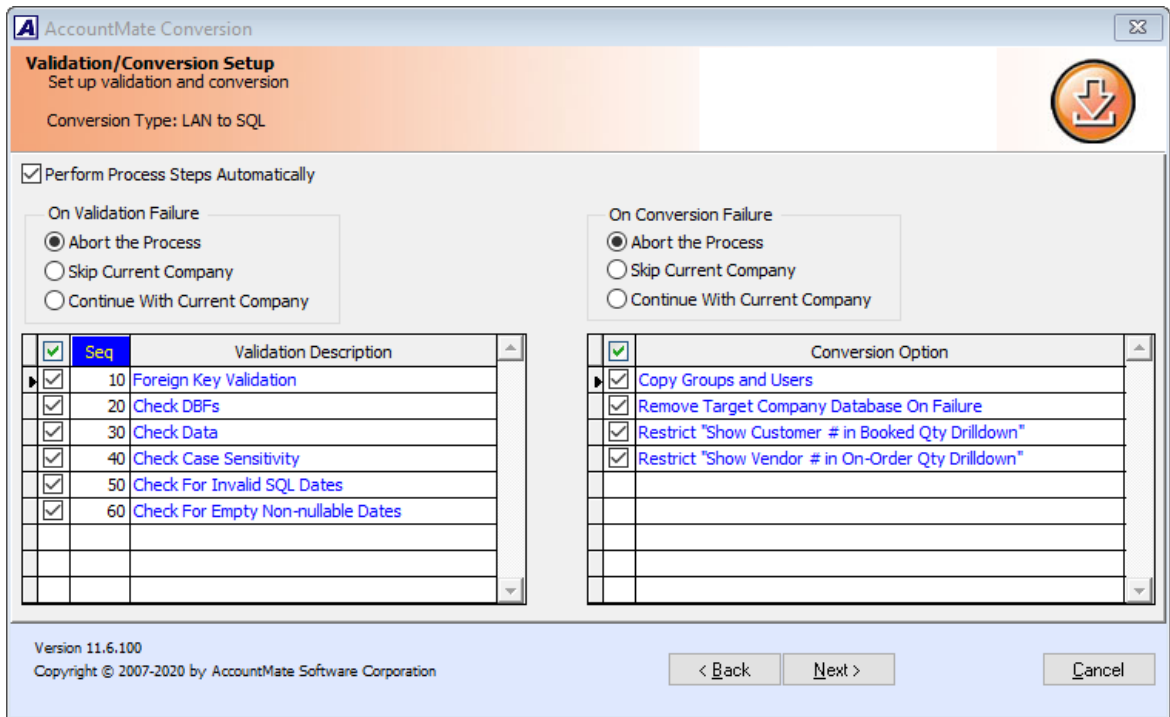 AccountMate Conversion
Validation/Conversion Setup
Set up validation and conversion
Conversion Type: LAN to SQL
Perform Process Steps Automatically
On Validation Failure
Abort the Process
Skip Current Company
Continue With Current Company
On Conversion Failure
Abort the Process
Skip Current Company
Continue With Current Company
Seq Validation Description
10 Foreign Key Validation
20 Check DBFs
30 Check Data
40 Check Case Sensitivity
50 Check For Invalid SQL Dates
60 Check For Empty Non-nullable Dates
Conversion Option
Copy Groups and Users
Remove Target Company Database On Failure
Restrict "Show Customer # in Booked Qty Drilldown"
Restrict "Show Vendor # in On-Order Qty Drilldown"
Version 11.6.100
Copyright © 2007-2020 by AccountMate Software Corporation
< Back Next > Cancel